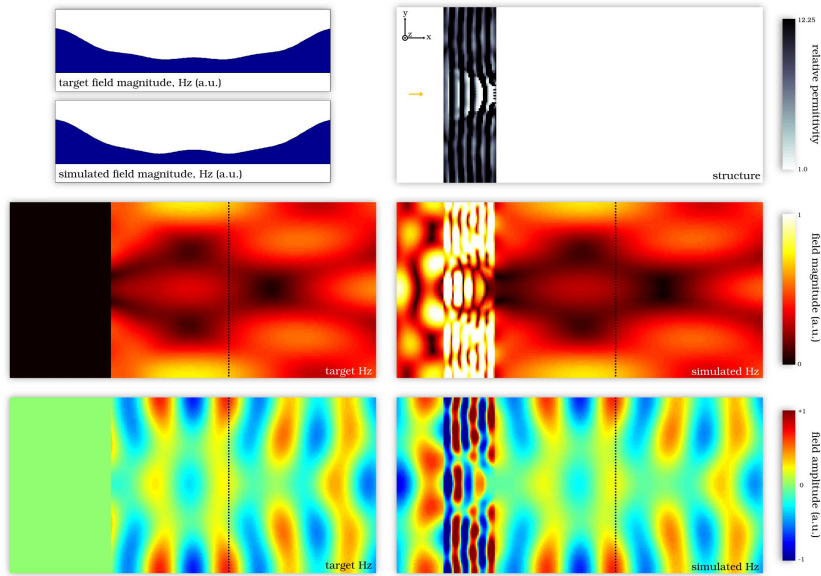 target field magnitude, Hz (a.u.)
simulated field magnitude, Hz (a.u.)
y
z
x
structure
12.25
1.0
relative permittivity
target Hz
simulated Hz
1
0
field magnitude (a.u.)
target Hz
simulated Hz
+1
0
-1
field amplitude (a.u.)